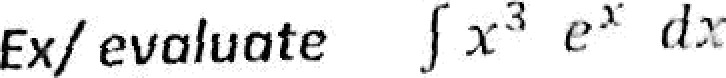 Ex/ evaluate ∫ x³ eˣ dx